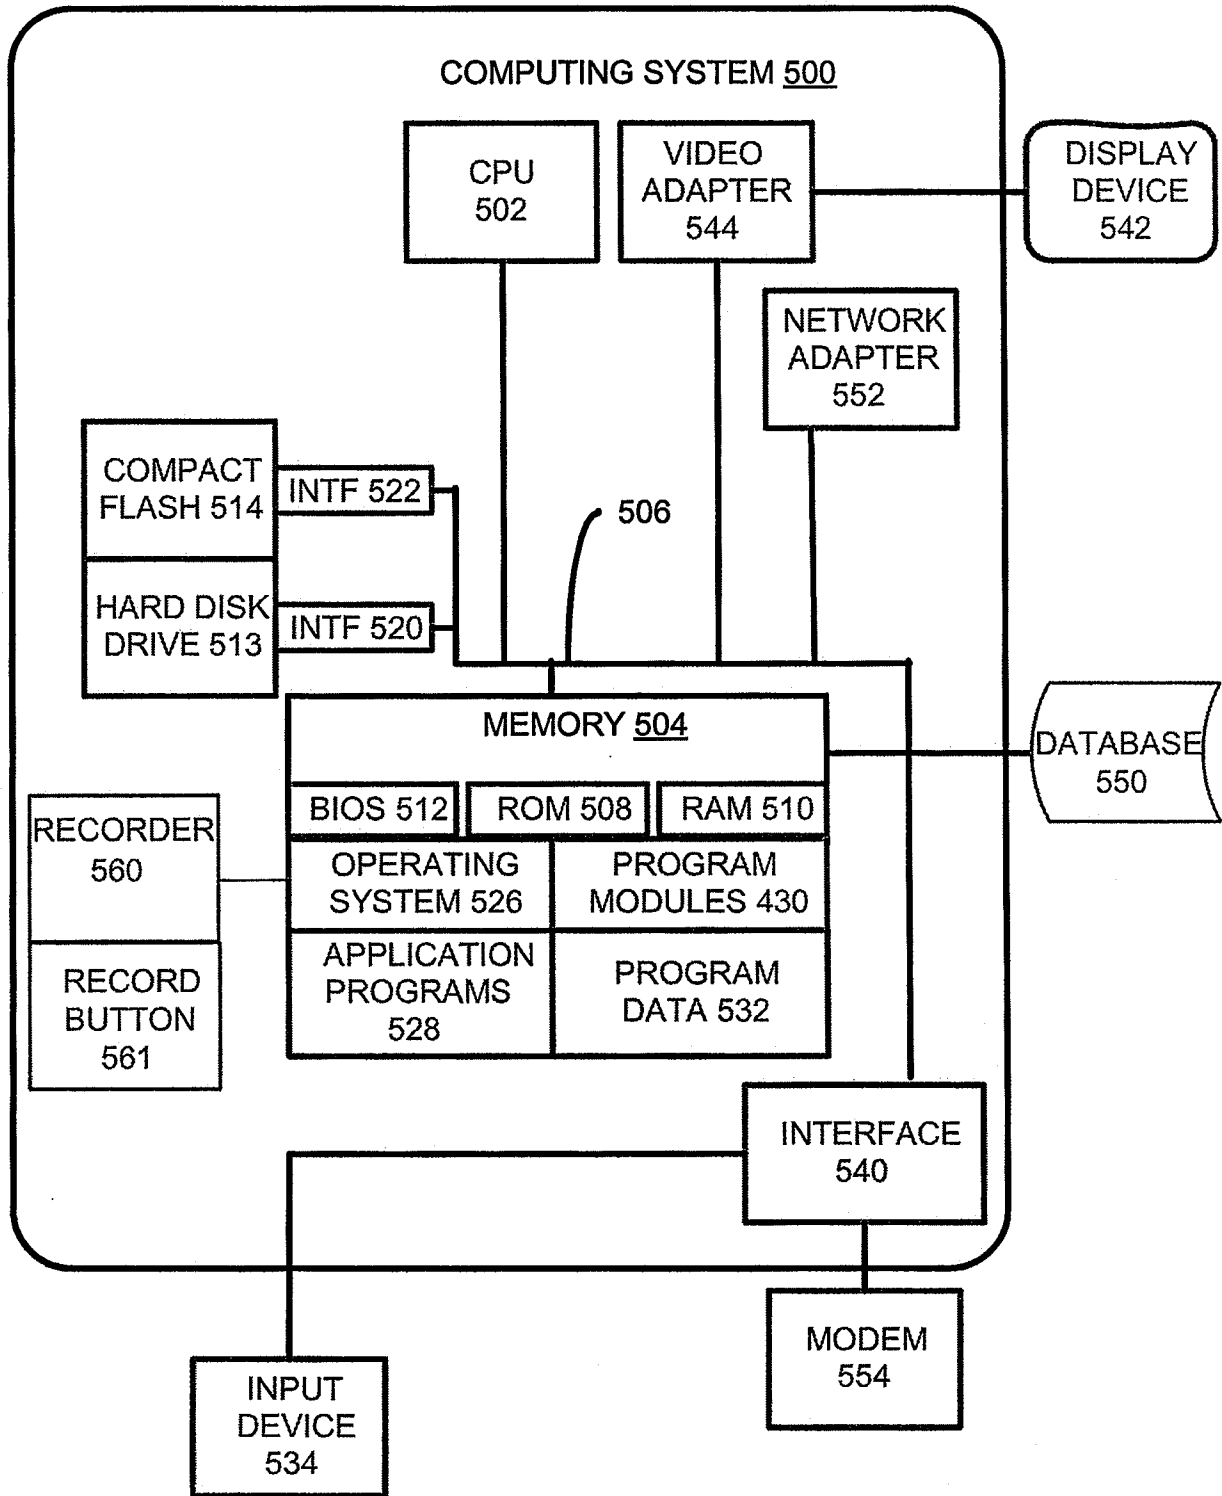 COMPUTING SYSTEM 500
CPU
502
VIDEO
ADAPTER
544
DISPLAY
DEVICE
542
NETWORK
ADAPTER
552
COMPACT
FLASH 514
INTF 522
506
HARD DISK
DRIVE 513
INTF 520
MEMORY 504
DATABASE
550
BIOS 512
ROM 508
RAM 510
RECORDER
560
OPERATING
SYSTEM 526
PROGRAM
MODULES 430
RECORD
BUTTON
561
APPLICATION
PROGRAMS
528
PROGRAM
DATA 532
INTERFACE
540
MODEM
554
INPUT
DEVICE
534